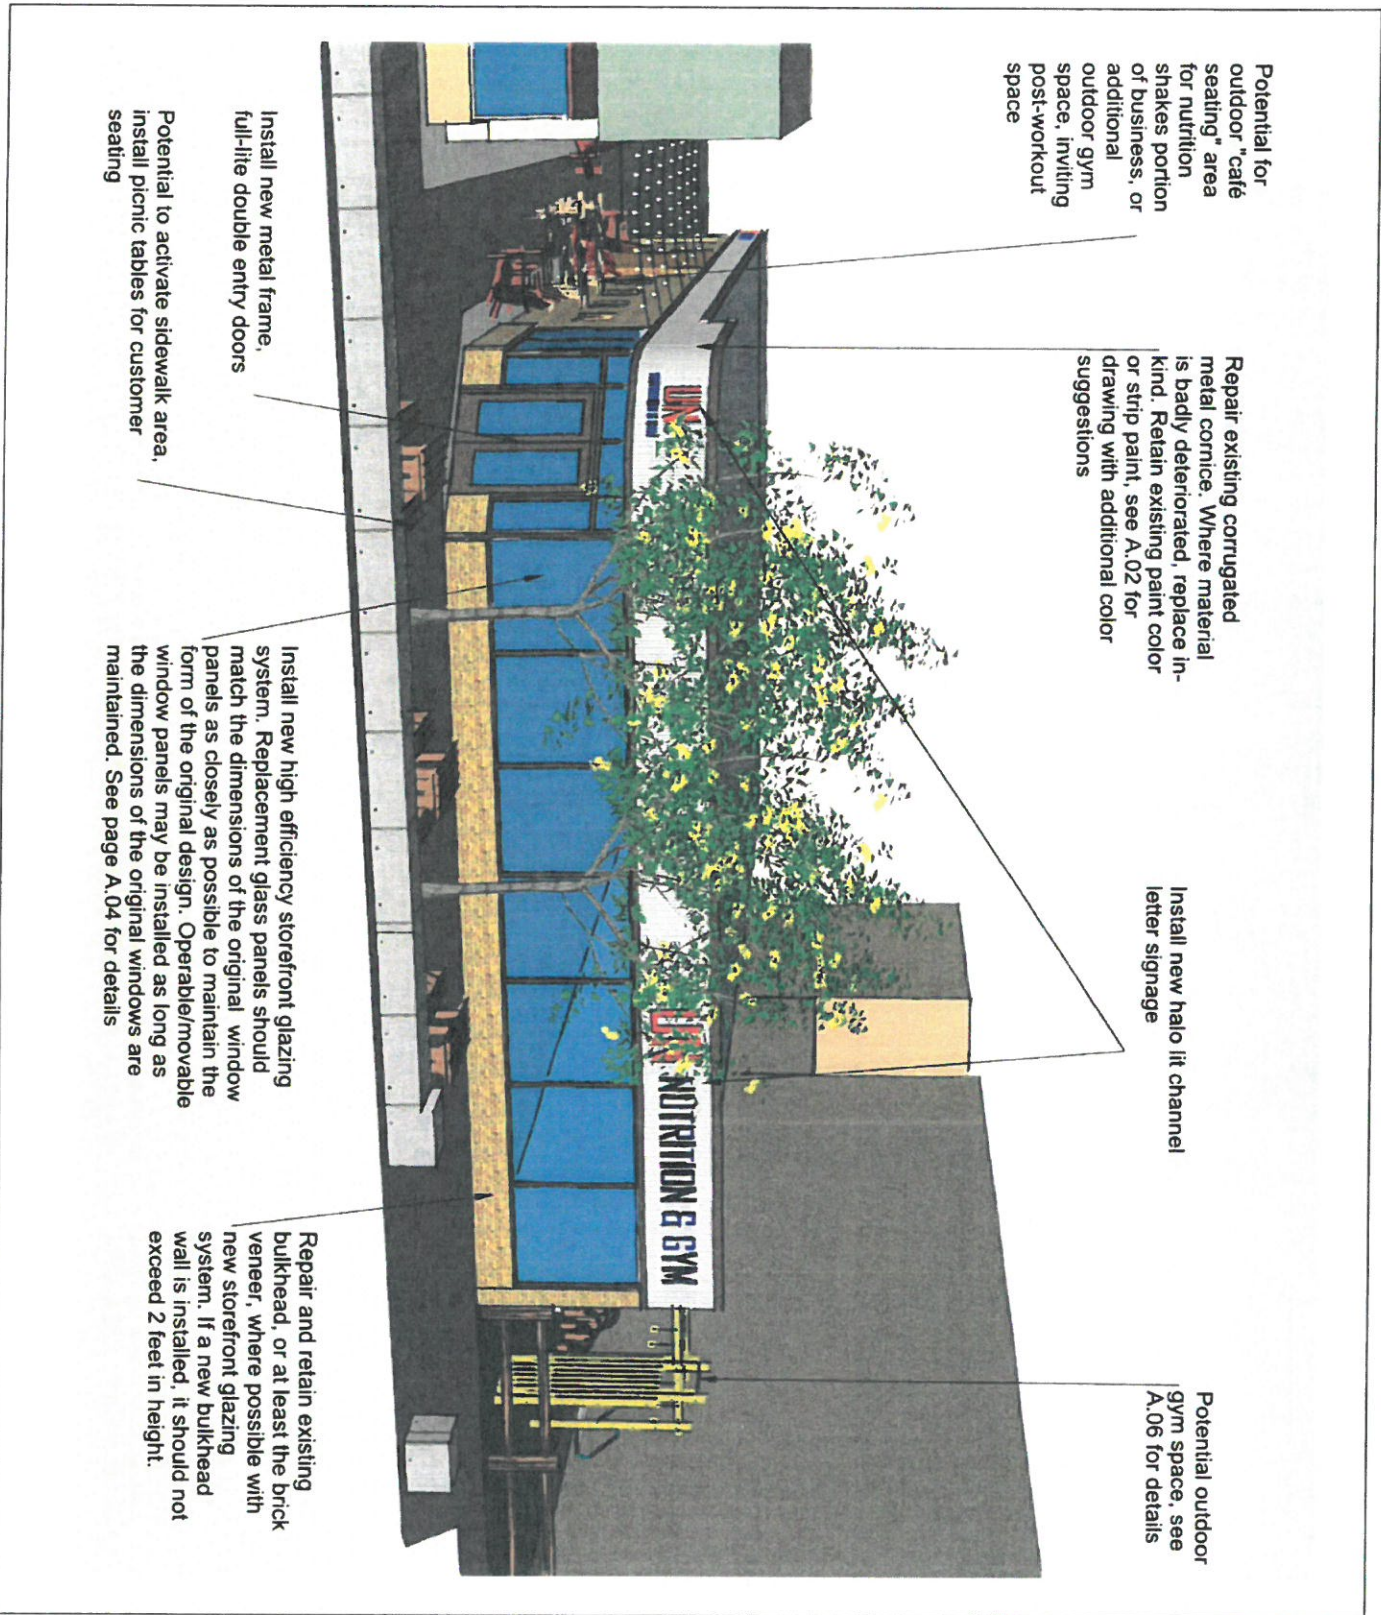 Potential for
outdoor "café
seating" area
for nutrition
shakes portion
of business, or
additional
outdoor gym
space, inviting
post-workout
space
Repair existing corrugated
metal cornice. Where material
is badly deteriorated, replace in-
kind. Retain existing paint color
or strip paint, see A.02 for
drawing with additional color
suggestions
Install new halo lit channel
letter signage
Potential outdoor
gym space, see
A.06 for details
UN
UN NUTRITION & GYM
Install new metal frame,
full-lite double entry doors
Potential to activate sidewalk area,
install picnic tables for customer
seating
Install new high efficiency storefront glazing
system. Replacement glass panels should
match the dimensions of the original window
panels as closely as possible to maintain the
form of the original design. Operable/movable
window panels may be installed as long as
the dimensions of the original windows are
maintained. See page A.04 for details
Repair and retain existing
bulkhead, or at least the brick
veneer, where possible with
new storefront glazing
system. If a new bulkhead
wall is installed, it should not
exceed 2 feet in height.